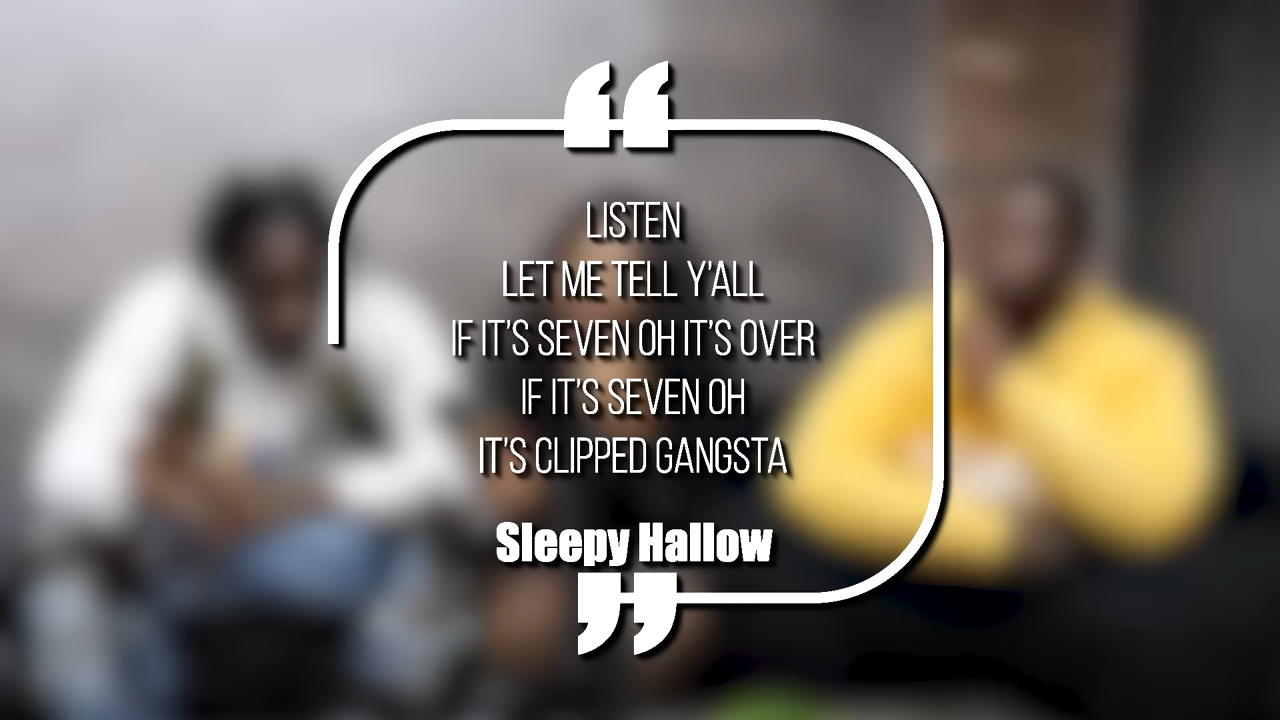 “
LISTEN
LET ME TELL Y’ALL
IF IT’S SEVEN OH IT’S OVER
IF IT’S SEVEN OH
IT’S CLIPPED GANGSTA
Sleepy Hallow
”